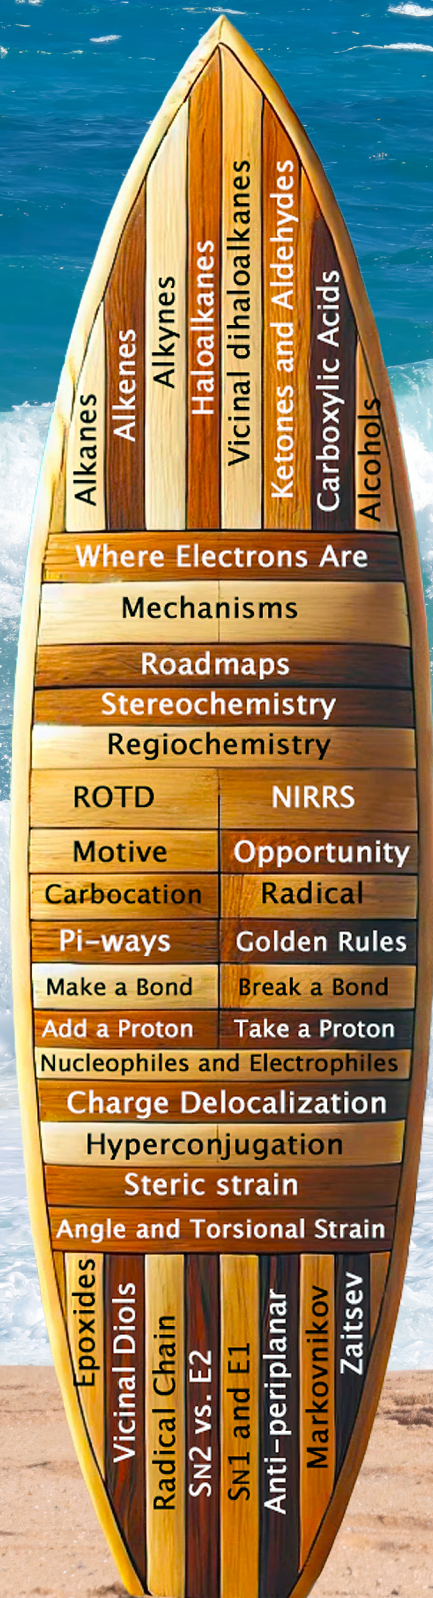 Alkanes
Alkenes
Alkynes
Haloalkanes
Vicinal dihaloalkanes
Ketones and Aldehydes
Carboxylic Acids
Alcohols
Where Electrons Are
Mechanisms
Roadmaps
Stereochemistry
Regiochemistry
ROTD NIRRS
Motive Opportunity
Carbocation Radical
Pi-ways Golden Rules
Make a Bond Break a Bond
Add a Proton Take a Proton
Nucleophiles and Electrophiles
Charge Delocalization
Hyperconjugation
Steric strain
Angle and Torsional Strain
Epoxides
Vicinal Diols
Radical Chain
SN2 vs. E2
SN1 and E1
Anti-periplanar
Markovnikov
Zaitsev